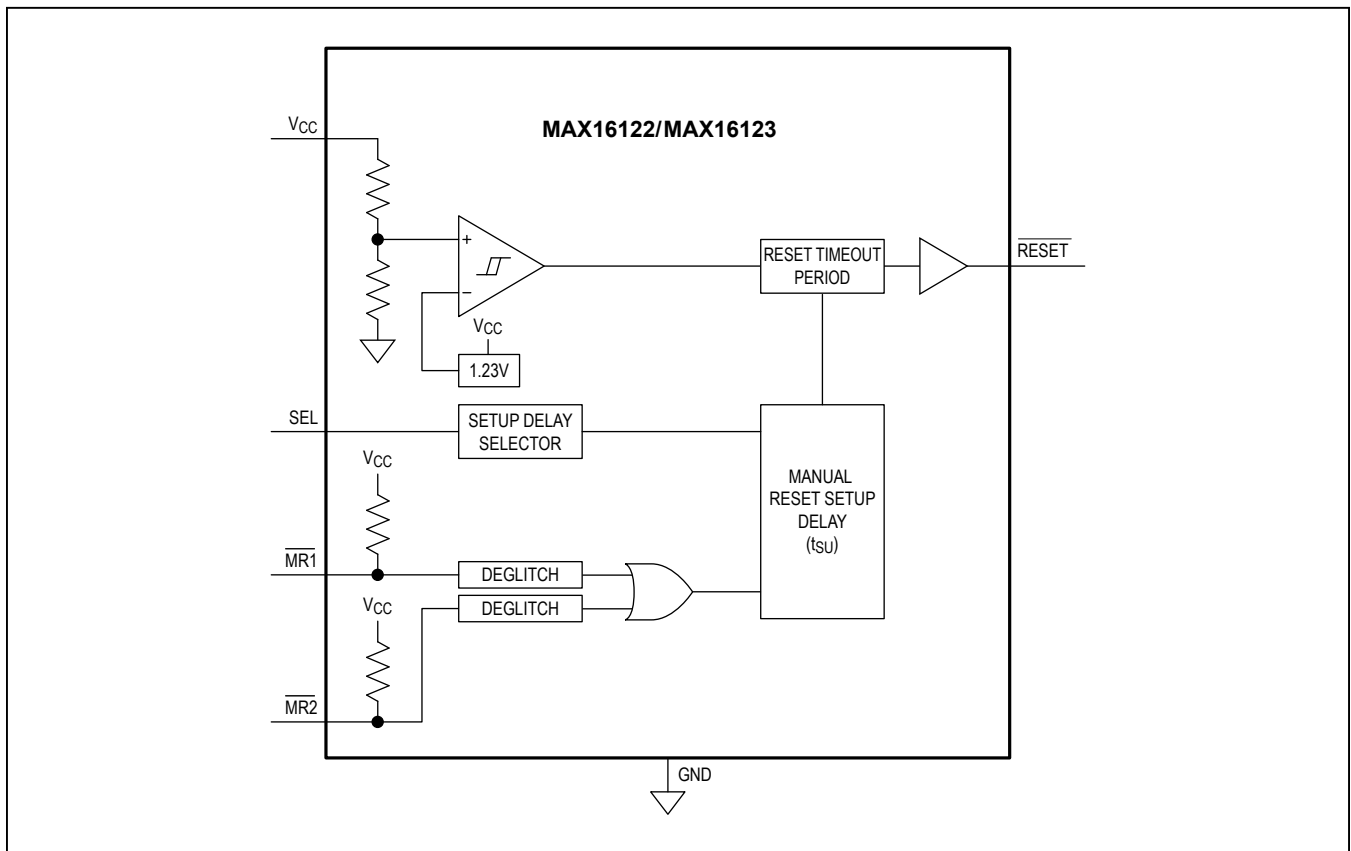 MAX16122/MAX16123
VCC
+
−
VCC
1.23V
RESET TIMEOUT
PERIOD
RESET
SEL
SETUP DELAY
SELECTOR
MANUAL
RESET SETUP
DELAY
(tSU)
VCC
MR1
DEGLITCH
DEGLITCH
VCC
MR2
GND